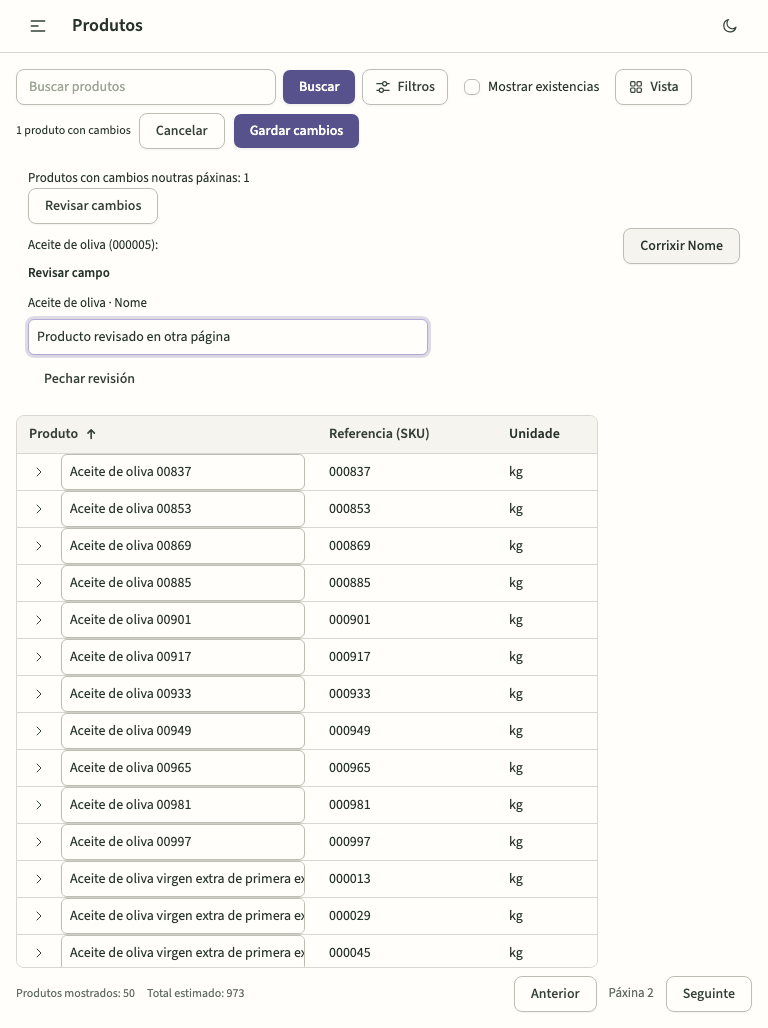 Produtos
Buscar produtos Buscar Filtros Mostrar existencias Vista
1 produto con cambios Cancelar Gardar cambios
Produtos con cambios noutras páxinas: 1
Revisar cambios
Aceite de oliva (000005): Corrixir Nome
Revisar campo
Aceite de oliva · Nome
Producto revisado en otra página
Pechar revisión
Produto Referencia (SKU) Unidade
Aceite de oliva 00837 000837 kg
Aceite de oliva 00853 000853 kg
Aceite de oliva 00869 000869 kg
Aceite de oliva 00885 000885 kg
Aceite de oliva 00901 000901 kg
Aceite de oliva 00917 000917 kg
Aceite de oliva 00933 000933 kg
Aceite de oliva 00949 000949 kg
Aceite de oliva 00965 000965 kg
Aceite de oliva 00981 000981 kg
Aceite de oliva 00997 000997 kg
Aceite de oliva virgen extra de primera ex 000013 kg
Aceite de oliva virgen extra de primera ex 000029 kg
Aceite de oliva virgen extra de primera ex 000045 kg
Produtos mostrados: 50 Total estimado: 973 Anterior Páxina 2 Seguinte